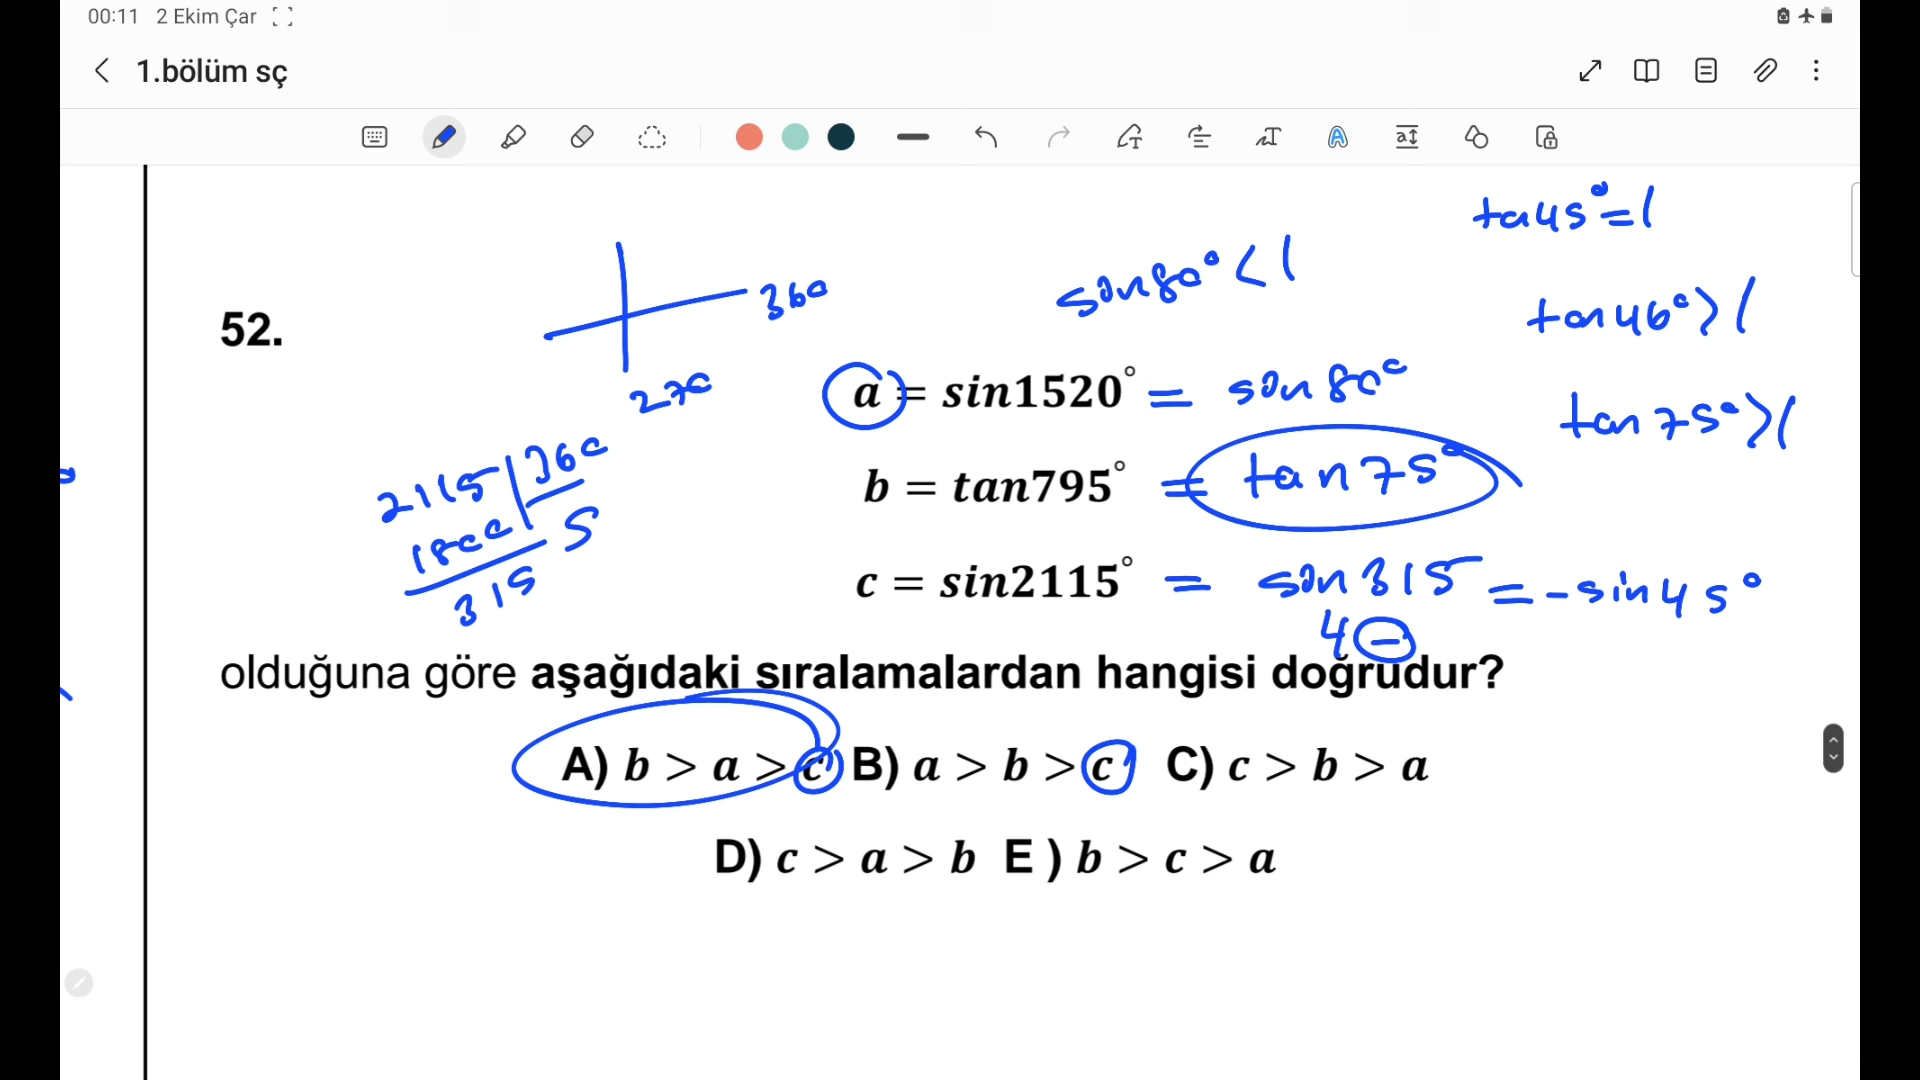 00:11 2 Ekim Çar
1.bölüm sç
ta45°=1
sin80°<1
360
tan46°>1
52.
270
a = sin1520° = sin80°
tan75°>1
2115 | 360
1800 5
315
b = tan795° = tan75°
c = sin2115° = sin315 = -sin45°
4 -
olduğuna göre aşağıdaki sıralamalardan hangisi doğrudur?
A) b > a > c B) a > b > c C) c > b > a
D) c > a > b E ) b > c > a